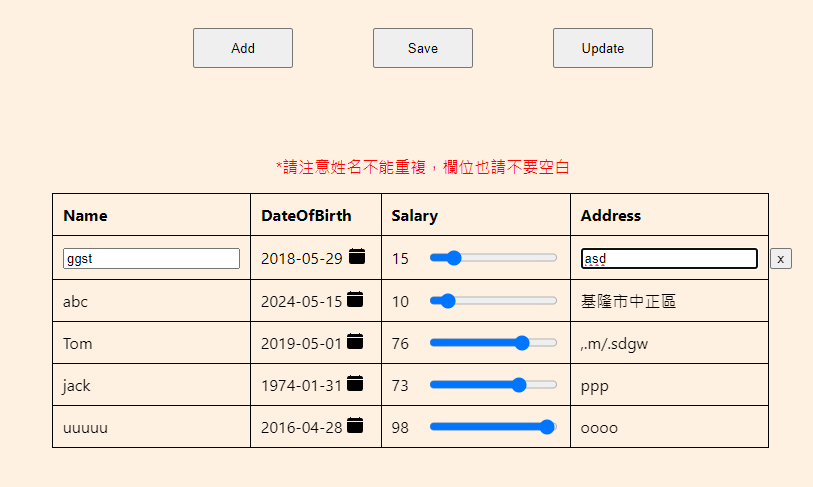 Add Save Update
*請注意姓名不能重複，欄位也請不要空白
Name DateOfBirth Salary Address
ggst 2018-05-29 15 asd x
abc 2024-05-15 10 基隆市中正區
Tom 2019-05-01 76 ,.m/.sdgw
jack 1974-01-31 73 ppp
uuuuu 2016-04-28 98 oooo